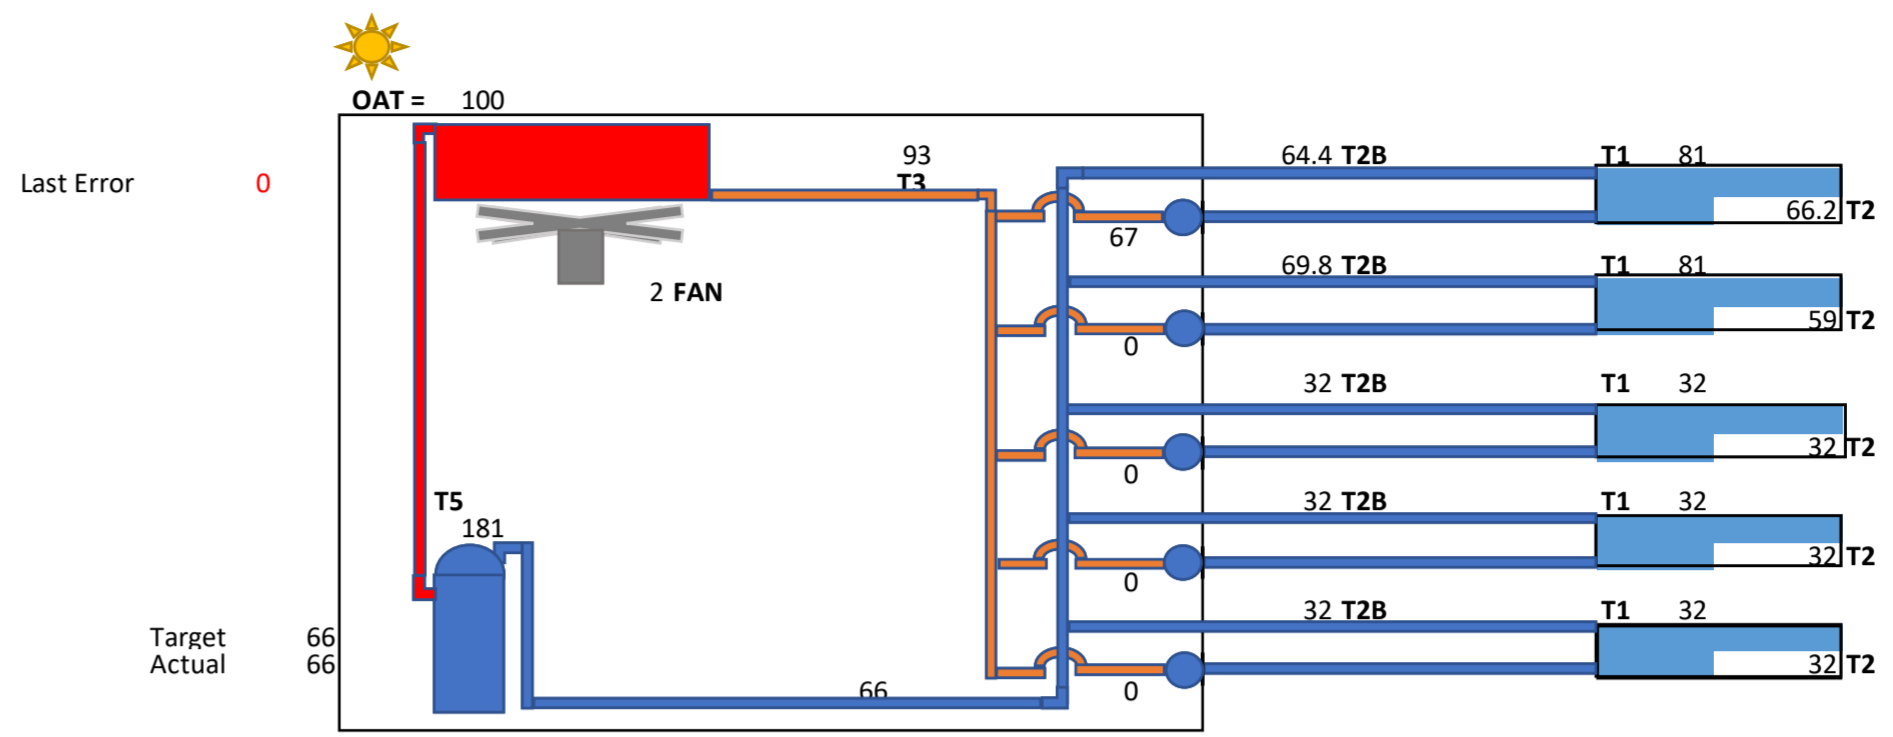 OAT = 100
93
64.4 T2B T1 81
Last Error 0
T3
66.2 T2
67
69.8 T2B T1 81
2 FAN
59 T2
0
32 T2B T1 32
32 T2
0
T5
32 T2B T1 32
181
32 T2
0
32 T2B T1 32
Target 66
Actual 66
32 T2
66
0